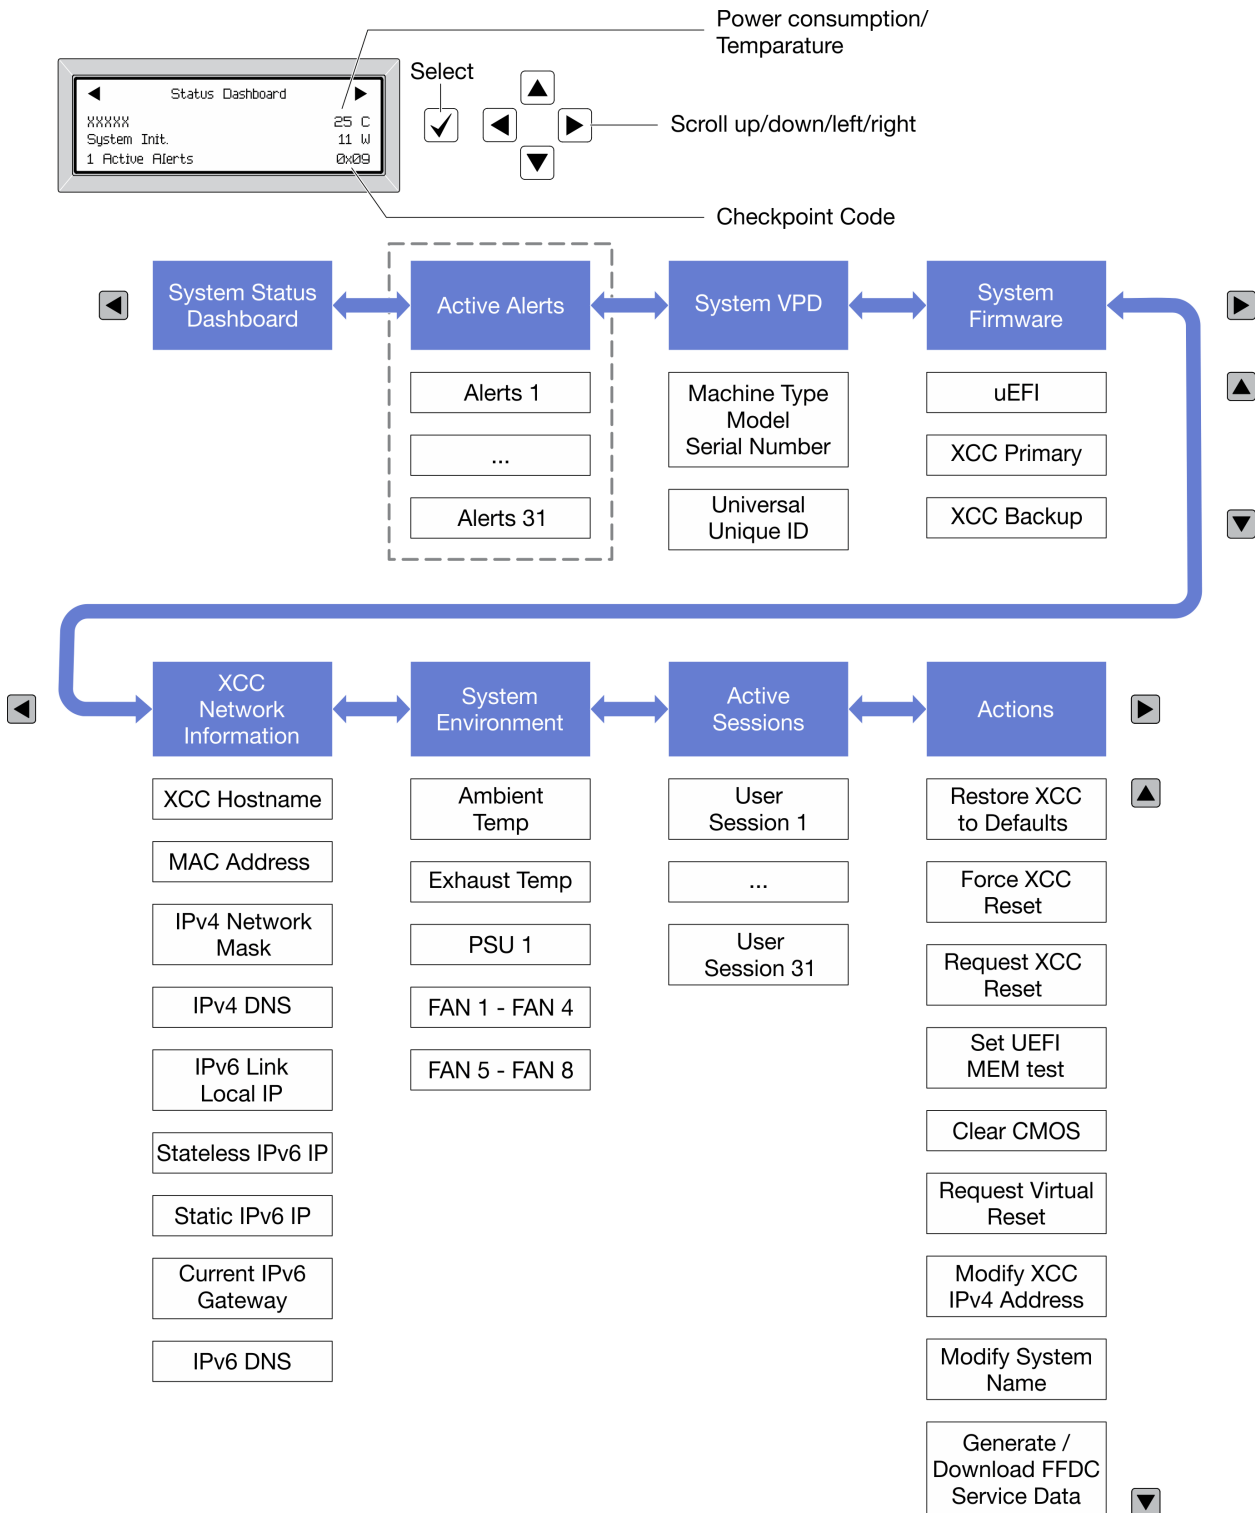 Power consumption/
Temparature
Select
Status Dashboard
XXXXX 25 C
System Init. 11 W
1 Active Alerts 0x09
Scroll up/down/left/right
Checkpoint Code
System Status
Dashboard
Active Alerts
System VPD
System
Firmware
Alerts 1
...
Alerts 31
Machine Type
Model
Serial Number
Universal
Unique ID
uEFI
XCC Primary
XCC Backup
XCC
Network
Information
System
Environment
Active
Sessions
Actions
XCC Hostname
MAC Address
IPv4 Network
Mask
IPv4 DNS
IPv6 Link
Local IP
Stateless IPv6 IP
Static IPv6 IP
Current IPv6
Gateway
IPv6 DNS
Ambient
Temp
Exhaust Temp
PSU 1
FAN 1 - FAN 4
FAN 5 - FAN 8
User
Session 1
...
User
Session 31
Restore XCC
to Defaults
Force XCC
Reset
Request XCC
Reset
Set UEFI
MEM test
Clear CMOS
Request Virtual
Reset
Modify XCC
IPv4 Address
Modify System
Name
Generate /
Download FFDC
Service Data